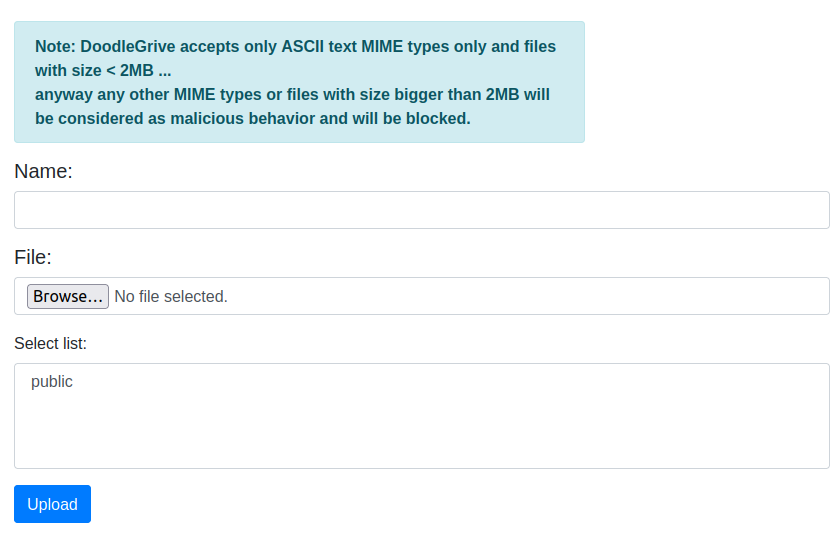 Note: DoodleGrive accepts only ASCII text MIME types only and files
with size < 2MB ...
anyway any other MIME types or files with size bigger than 2MB will
be considered as malicious behavior and will be blocked.
Name:
File:
Browse... No file selected.
Select list:
public
Upload